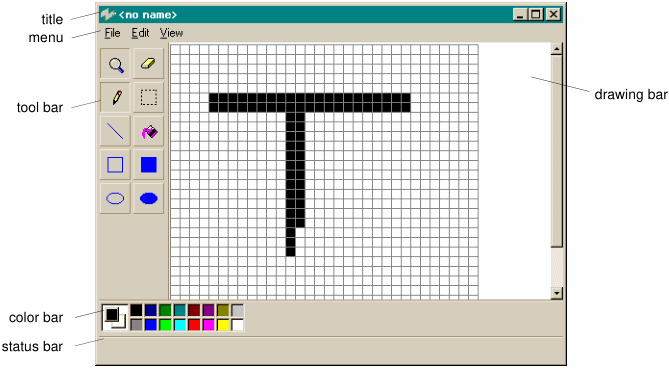 title
<no name>
menu
File Edit View
tool bar
drawing bar
color bar
status bar